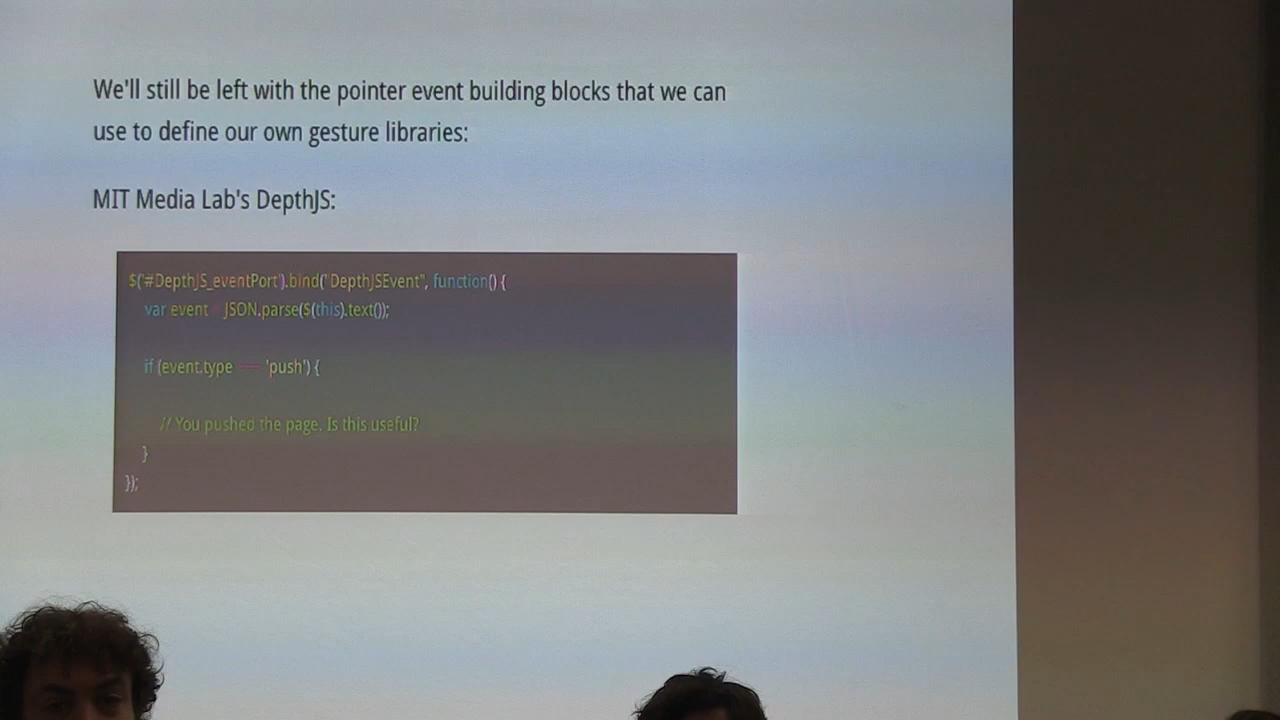 We'll still be left with the pointer event building blocks that we can
use to define our own gesture libraries:
MIT Media Lab's DepthJS:
$('#DepthJS_eventPort').bind("DepthJSEvent", function() {
var event = JSON.parse($(this).text());
if (event.type === 'push') {
// You pushed the page. Is this useful?
}
});